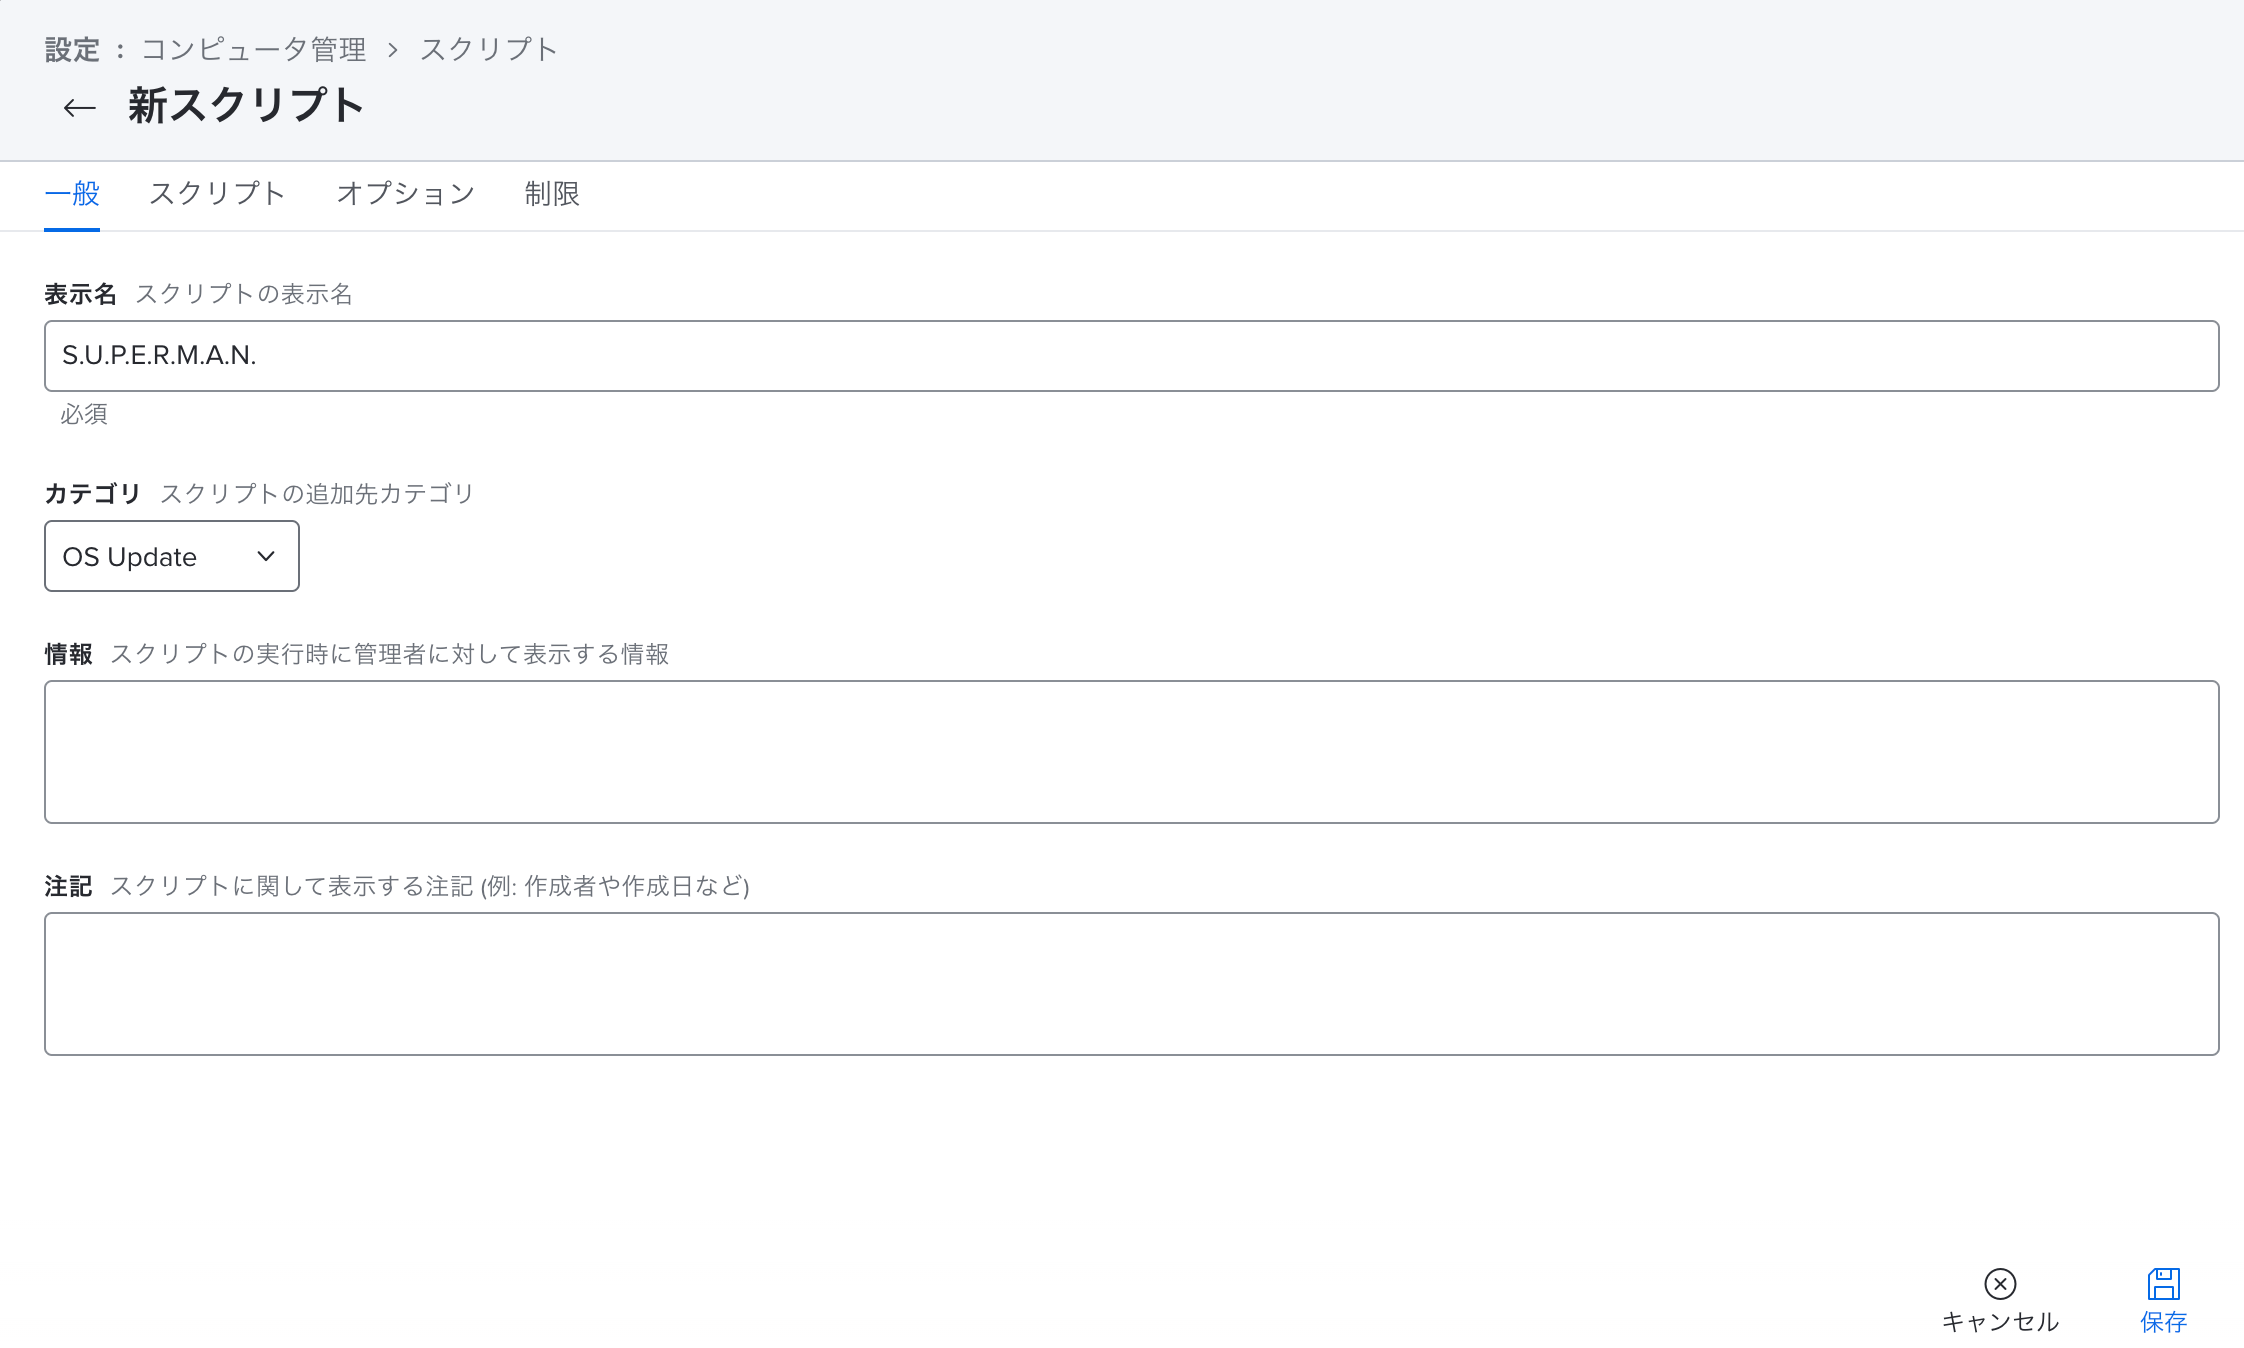 設定 : コンピュータ管理 > スクリプト
← 新スクリプト
一般 スクリプト オプション 制限
表示名 スクリプトの表示名
S.U.P.E.R.M.A.N.
必須
カテゴリ スクリプトの追加先カテゴリ
OS Update
情報 スクリプトの実行時に管理者に対して表示する情報
注記 スクリプトに関して表示する注記 (例: 作成者や作成日など)
キャンセル 保存